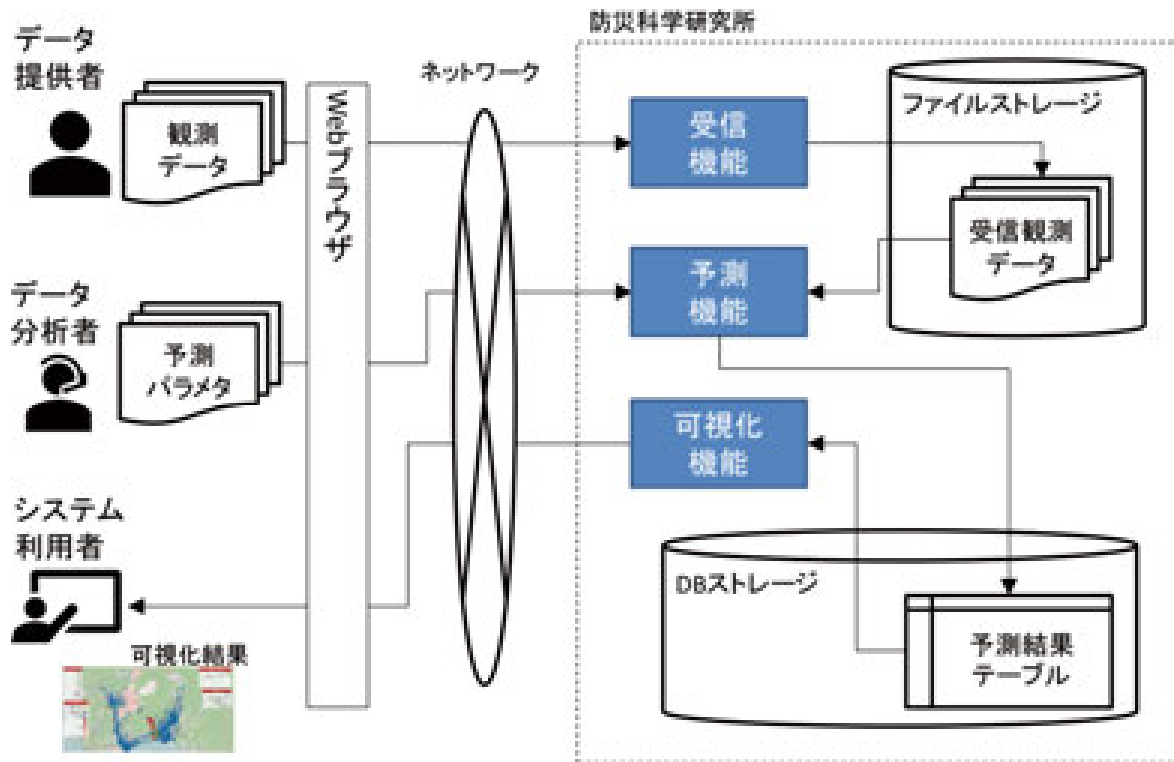 防災科学研究所
データ
提供者
観測
データ
Webブラウザ
ネットワーク
受信
機能
ファイルストレージ
受信観測
データ
データ
分析者
予測
パラメタ
予測
機能
可視化
機能
システム
利用者
可視化結果
DBストレージ
予測結果
テーブル